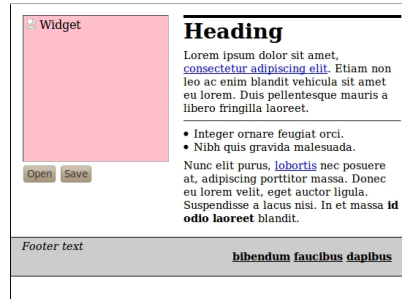 Widget
Open Save
Heading
Lorem ipsum dolor sit amet,
consectetur adipiscing elit. Etiam non
leo ac enim blandit vehicula sit amet
eu lorem. Duis pellentesque mauris a
libero fringilla laoreet.
Integer ornare feugiat orci.
Nibh quis gravida malesuada.
Nunc elit purus, lobortis nec posuere
at, adipiscing porttitor massa. Donec
eu lorem velit, eget auctor ligula.
Suspendisse a lacus nisi. In et massa id
odio laoreet blandit.
Footer text
bibendum faucibus dapibus